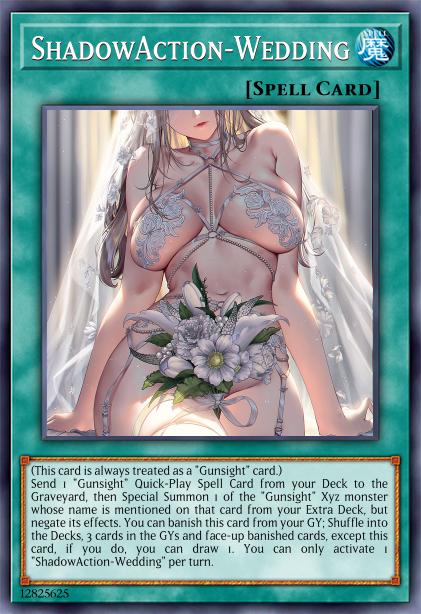 ShadowAction-Wedding
SPELL
魔
[Spell Card]
(This card is always treated as a "Gunsight" card.)
Send 1 "Gunsight" Quick-Play Spell Card from your Deck to the
Graveyard, then Special Summon 1 of the "Gunsight" Xyz monster
whose name is mentioned on that card from your Extra Deck, but
negate its effects. You can banish this card from your GY; Shuffle into
the Decks, 3 cards in the GYs and face-up banished cards, except this
card, if you do, you can draw 1. You can only activate 1
"ShadowAction-Wedding" per turn.
12825625